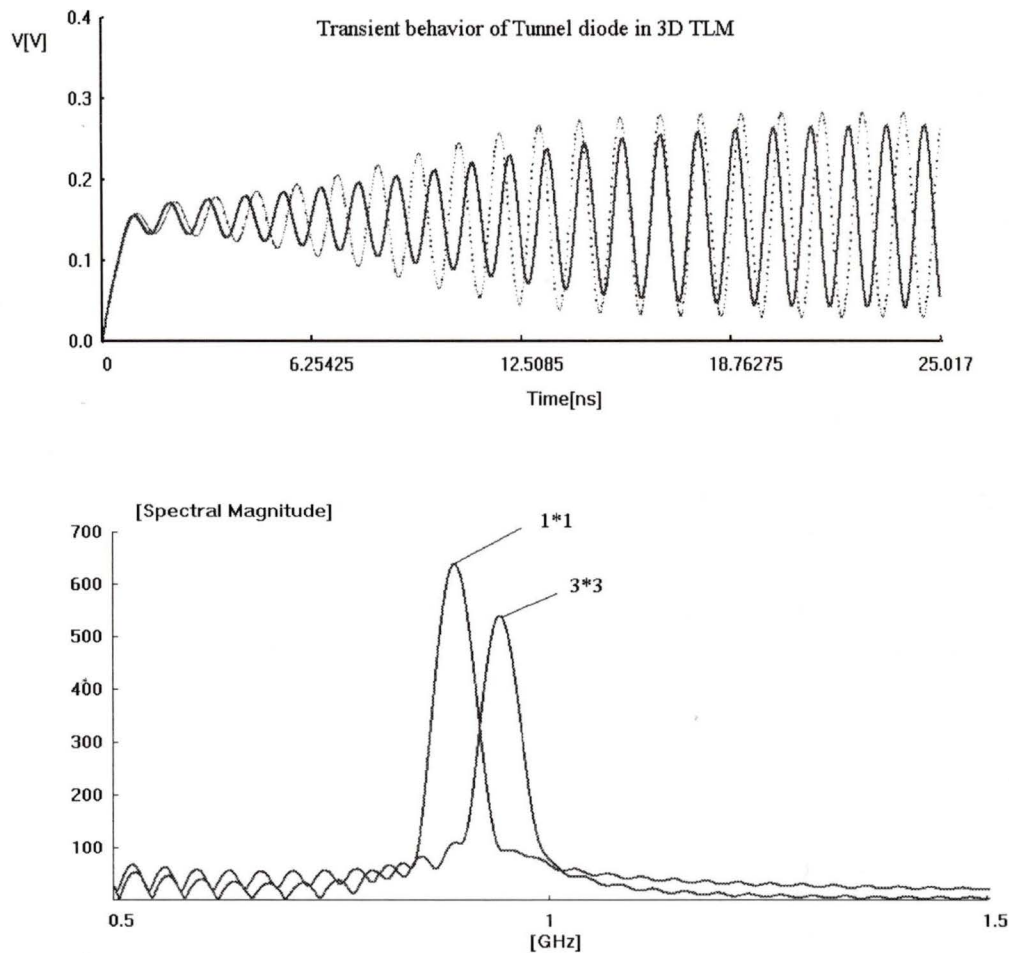 Transient behavior of Tunnel diode in 3D TLM
V[V]
0.4
0.3
0.2
0.1
0.0
0 6.25425 12.5085 18.76275 25.017
Time[ns]
[Spectral Magnitude]
700
600
500
400
300
200
100
1*1
3*3
0.5 1 1.5
[GHz]